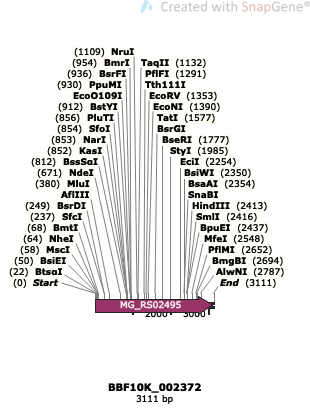 Created with SnapGene®
(1109) NruI
(954) BmrI TaqII (1132)
(936) BsrFI PflFI (1291)
(930) PpuMI Tth111I
EcoO109I EcoRV (1353)
(912) BstYI EcoNI (1390)
(856) PluTI TatI (1577)
(854) SfoI BsrGI
(853) NarI BseRI (1777)
(852) KasI StyI (1985)
(812) BssSαI EciI (2254)
(671) NdeI BsiWI (2350)
(380) MluI BsaAI (2354)
AflIII SnaBI
(249) BsrDI HindIII (2413)
(237) SfcI SmlI (2416)
(68) BmtI BpuEI (2437)
(64) NheI MfeI (2548)
(58) MscI PflMI (2652)
(50) BsiEI BmgBI (2694)
(22) BtsαI AlwNI (2787)
(0) Start End (3111)
MG_RS02495
2000 3000
BBF10K_002372
3111 bp